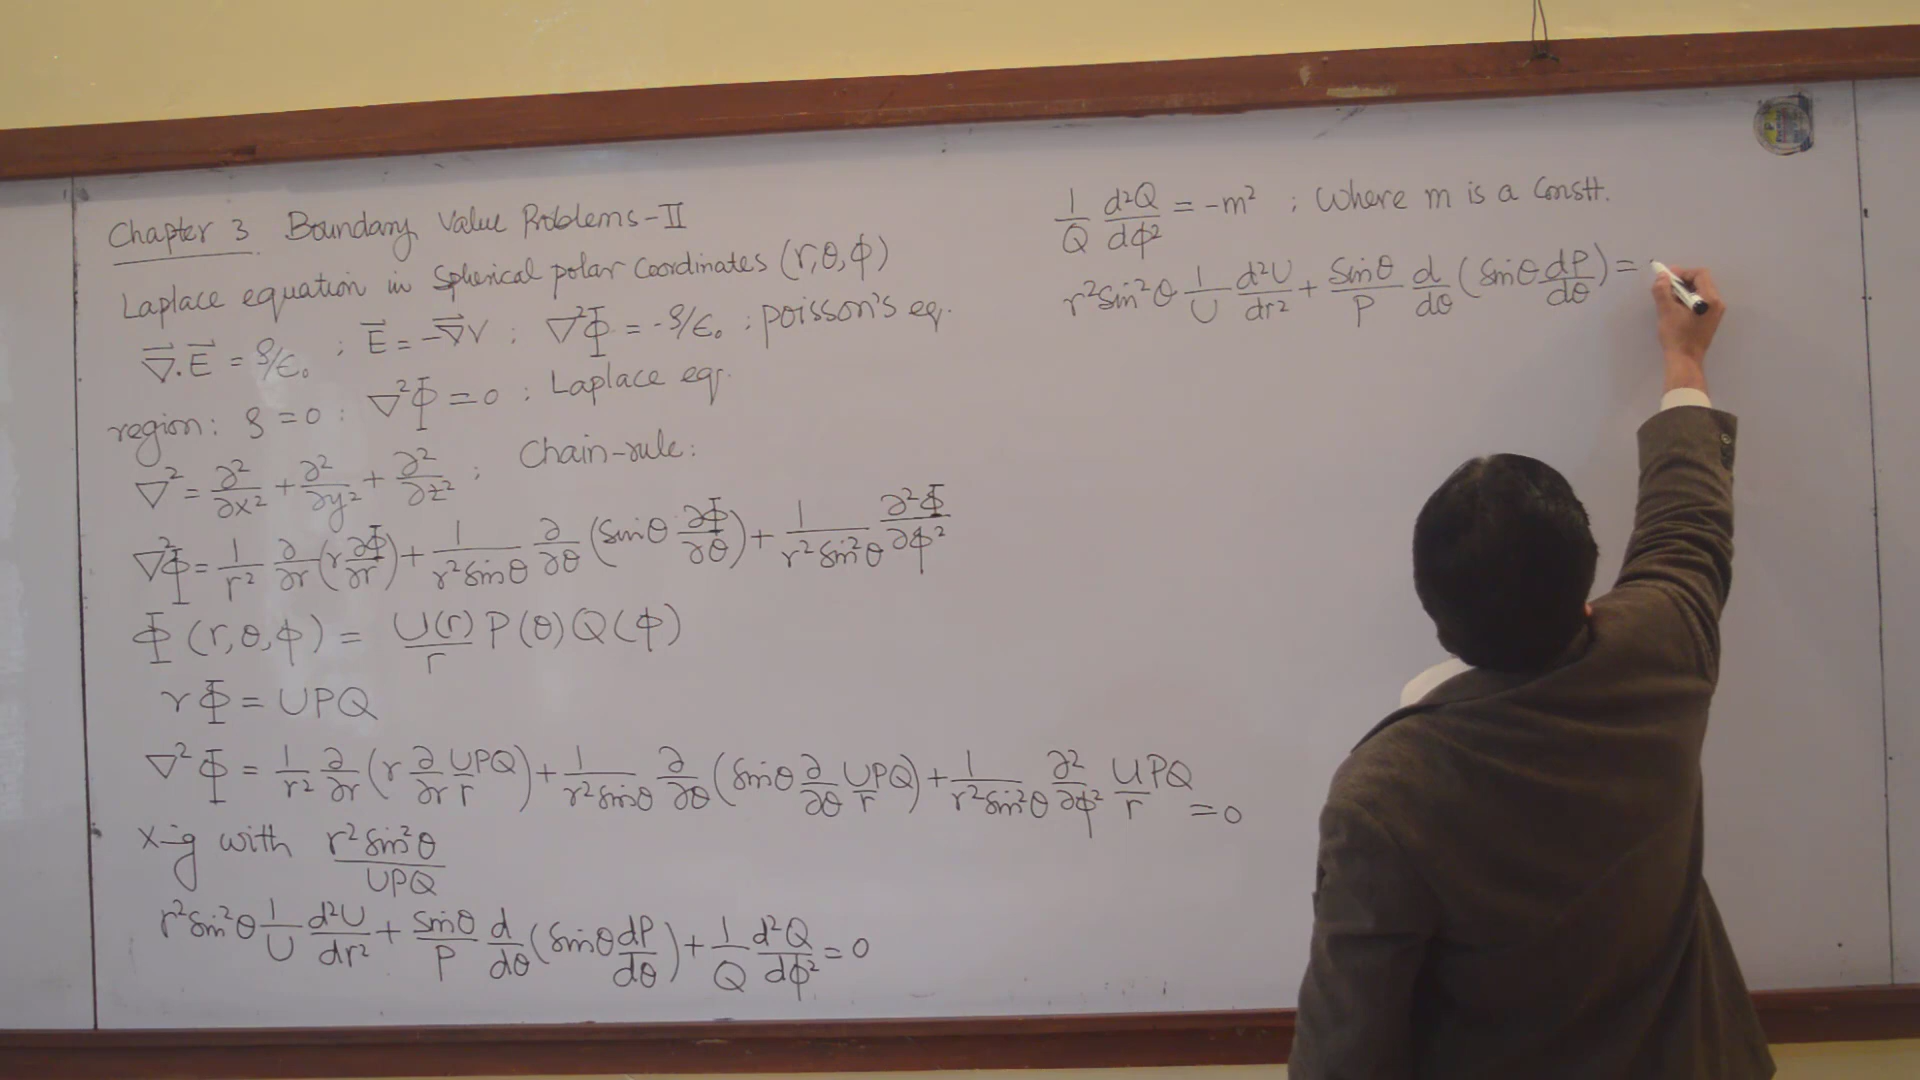 Chapter 3 Boundary Value Problems-II
Laplace equation in Spherical polar Coordinates (r,θ,ϕ)
∇⃗.E⃗ = ρ/ϵ₀ ; E⃗ = -∇⃗V ; ∇²Φ = -ρ/ϵ₀ ; poisson's eq.
region: ρ = 0 : ∇²Φ = 0 ; Laplace eq.
∇² = ∂²/∂x² + ∂²/∂y² + ∂²/∂z² ; Chain-rule:
∇²Φ = 1/r² ∂/∂r (r ∂Φ/∂r) + 1/(r² sinθ) ∂/∂θ (sinθ ∂Φ/∂θ) + 1/(r² sin²θ) ∂²Φ/∂ϕ²
Φ(r,θ,ϕ) = U(r)/r P(θ) Q(ϕ)
rΦ = UPQ
∇²Φ = 1/r² ∂/∂r (r ∂/∂r UPQ/r) + 1/(r² sinθ) ∂/∂θ (sinθ ∂/∂θ UPQ/r) + 1/(r² sin²θ) ∂²/∂ϕ² UPQ/r = 0
x-ig with r² sin²θ/UPQ
r² sin²θ 1/U d²U/dr² + sinθ/P d/dθ (sinθ dP/dθ) + 1/Q d²Q/dϕ² = 0
1/Q d²Q/dϕ² = -m² ; Where m is a Constt.
r² sin²θ 1/U d²U/dr² + sinθ/P d/dθ (sinθ dP/dθ) =